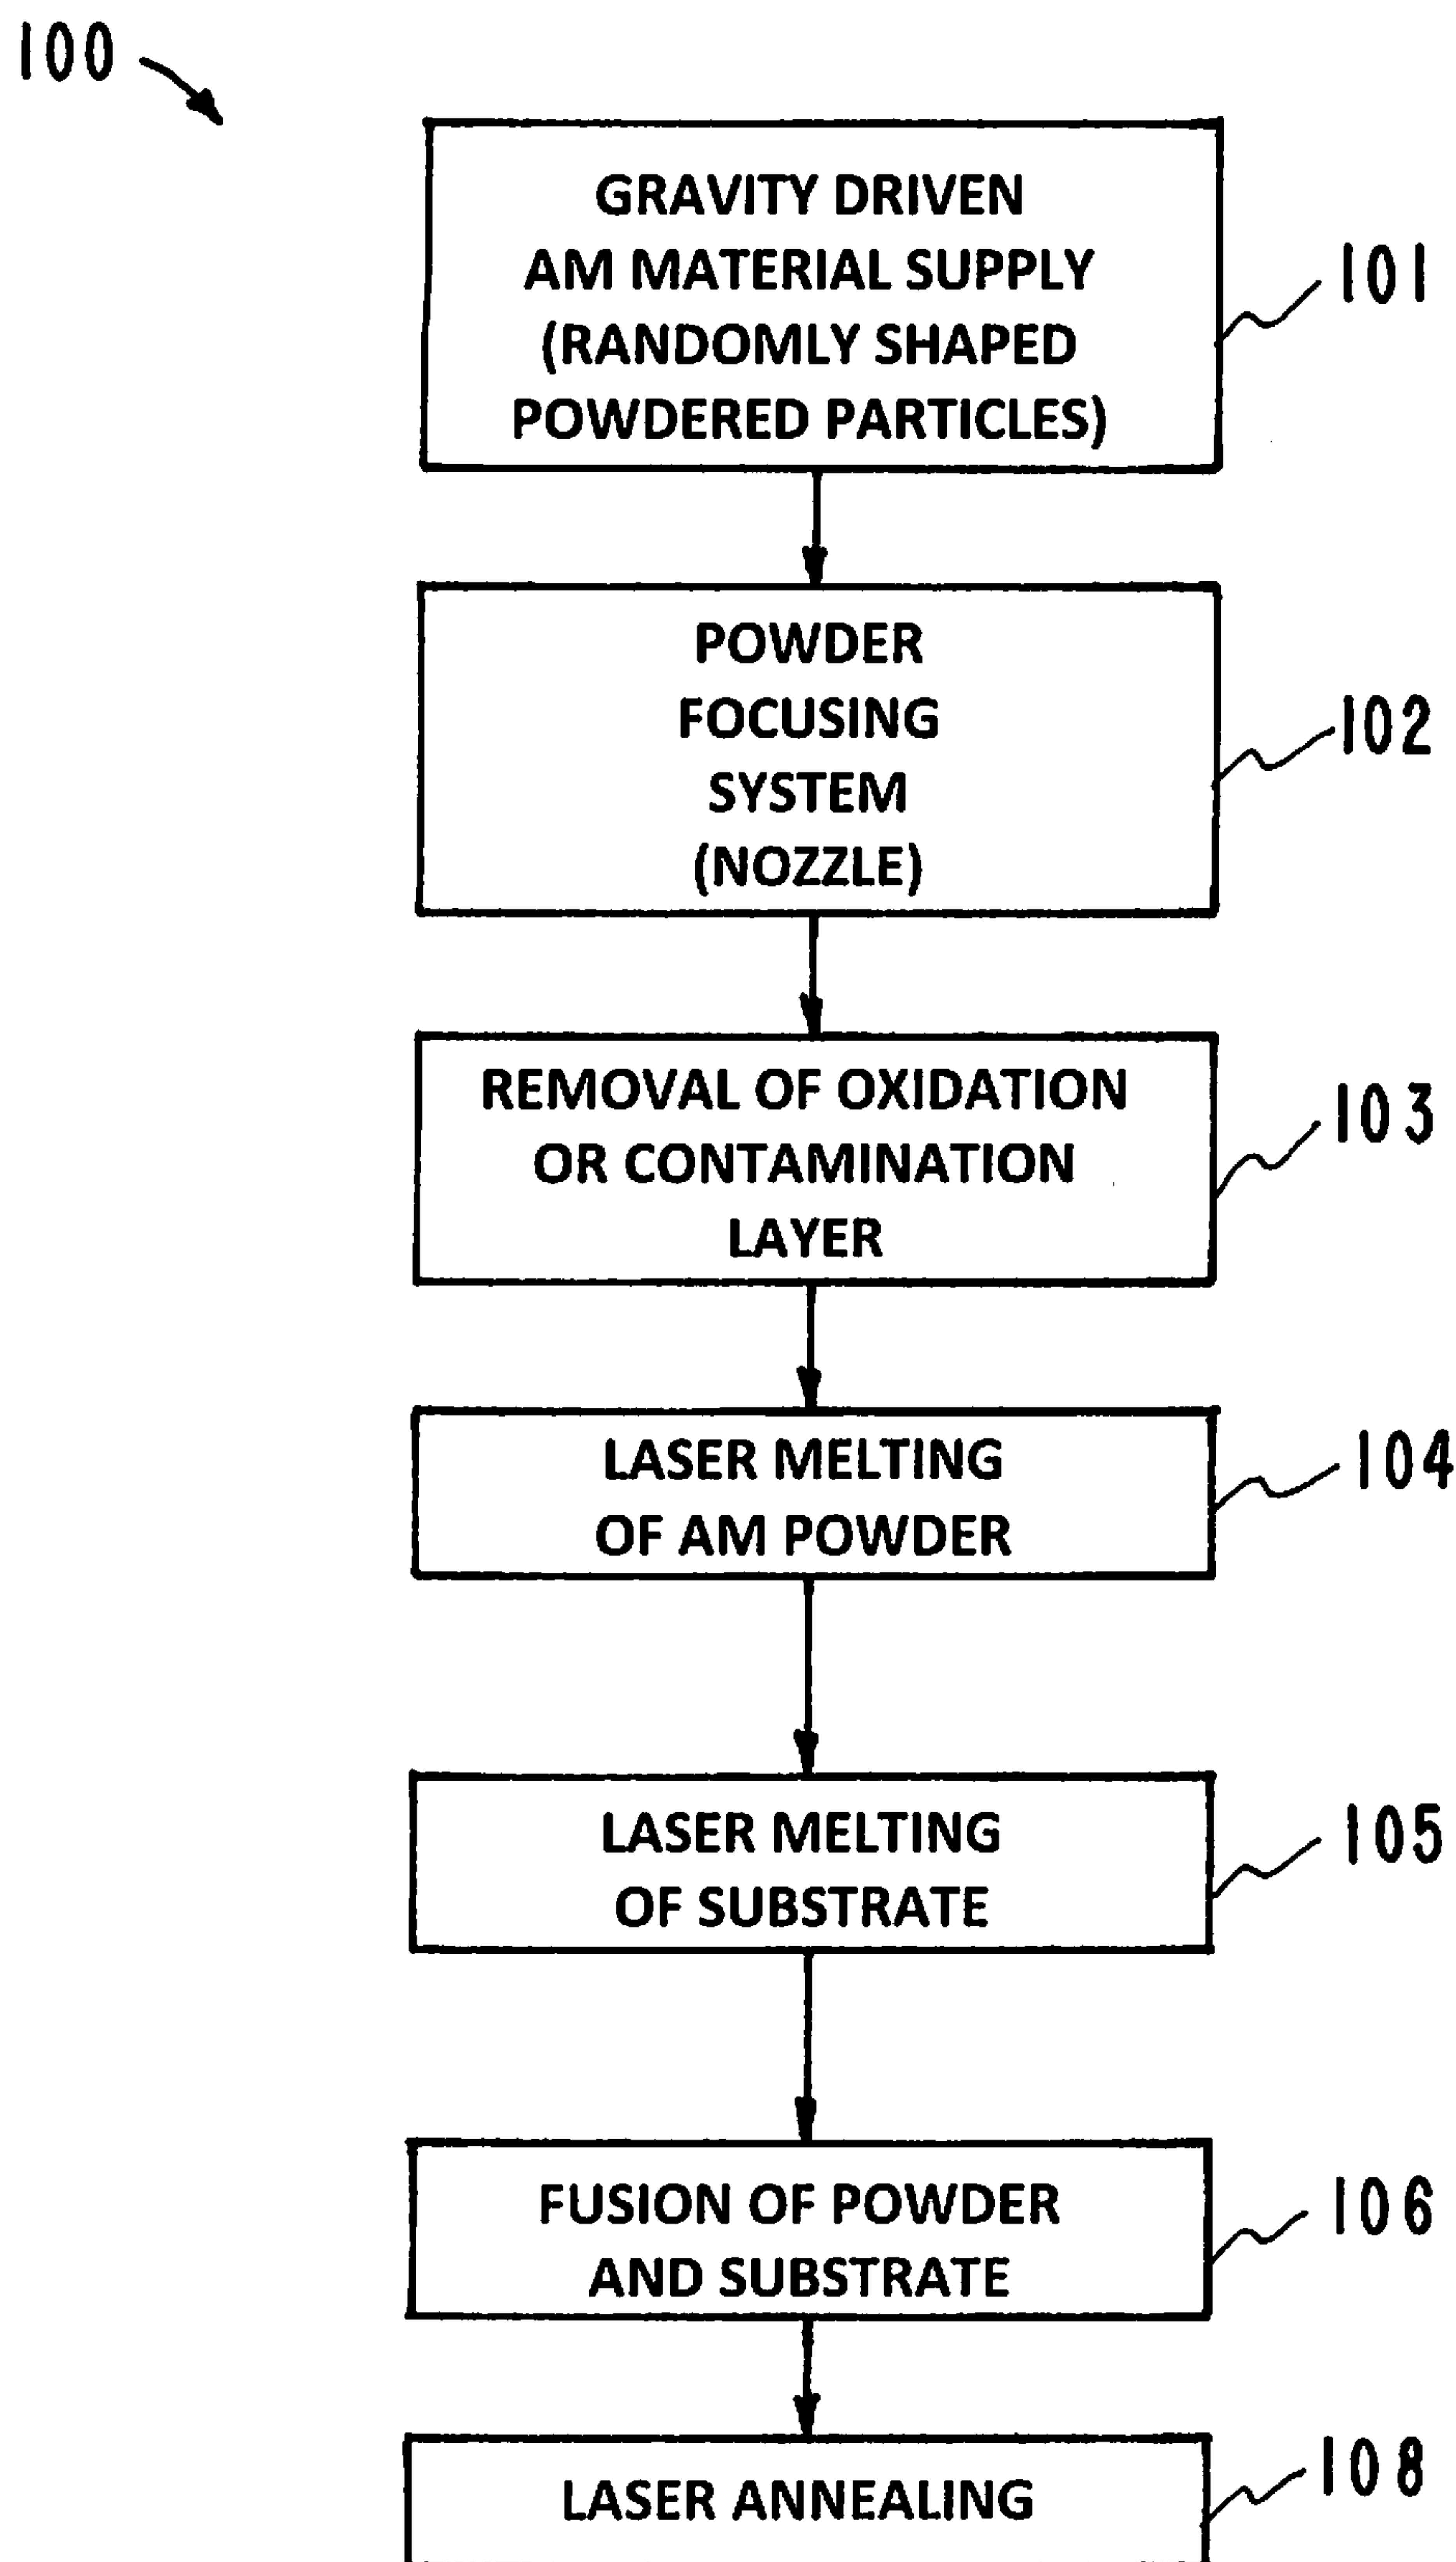 100
GRAVITY DRIVEN
AM MATERIAL SUPPLY
(RANDOMLY SHAPED
POWDERED PARTICLES)
101
POWDER
FOCUSING
SYSTEM
(NOZZLE)
102
REMOVAL OF OXIDATION
OR CONTAMINATION
LAYER
103
LASER MELTING
OF AM POWDER
104
LASER MELTING
OF SUBSTRATE
105
FUSION OF POWDER
AND SUBSTRATE
106
LASER ANNEALING
108